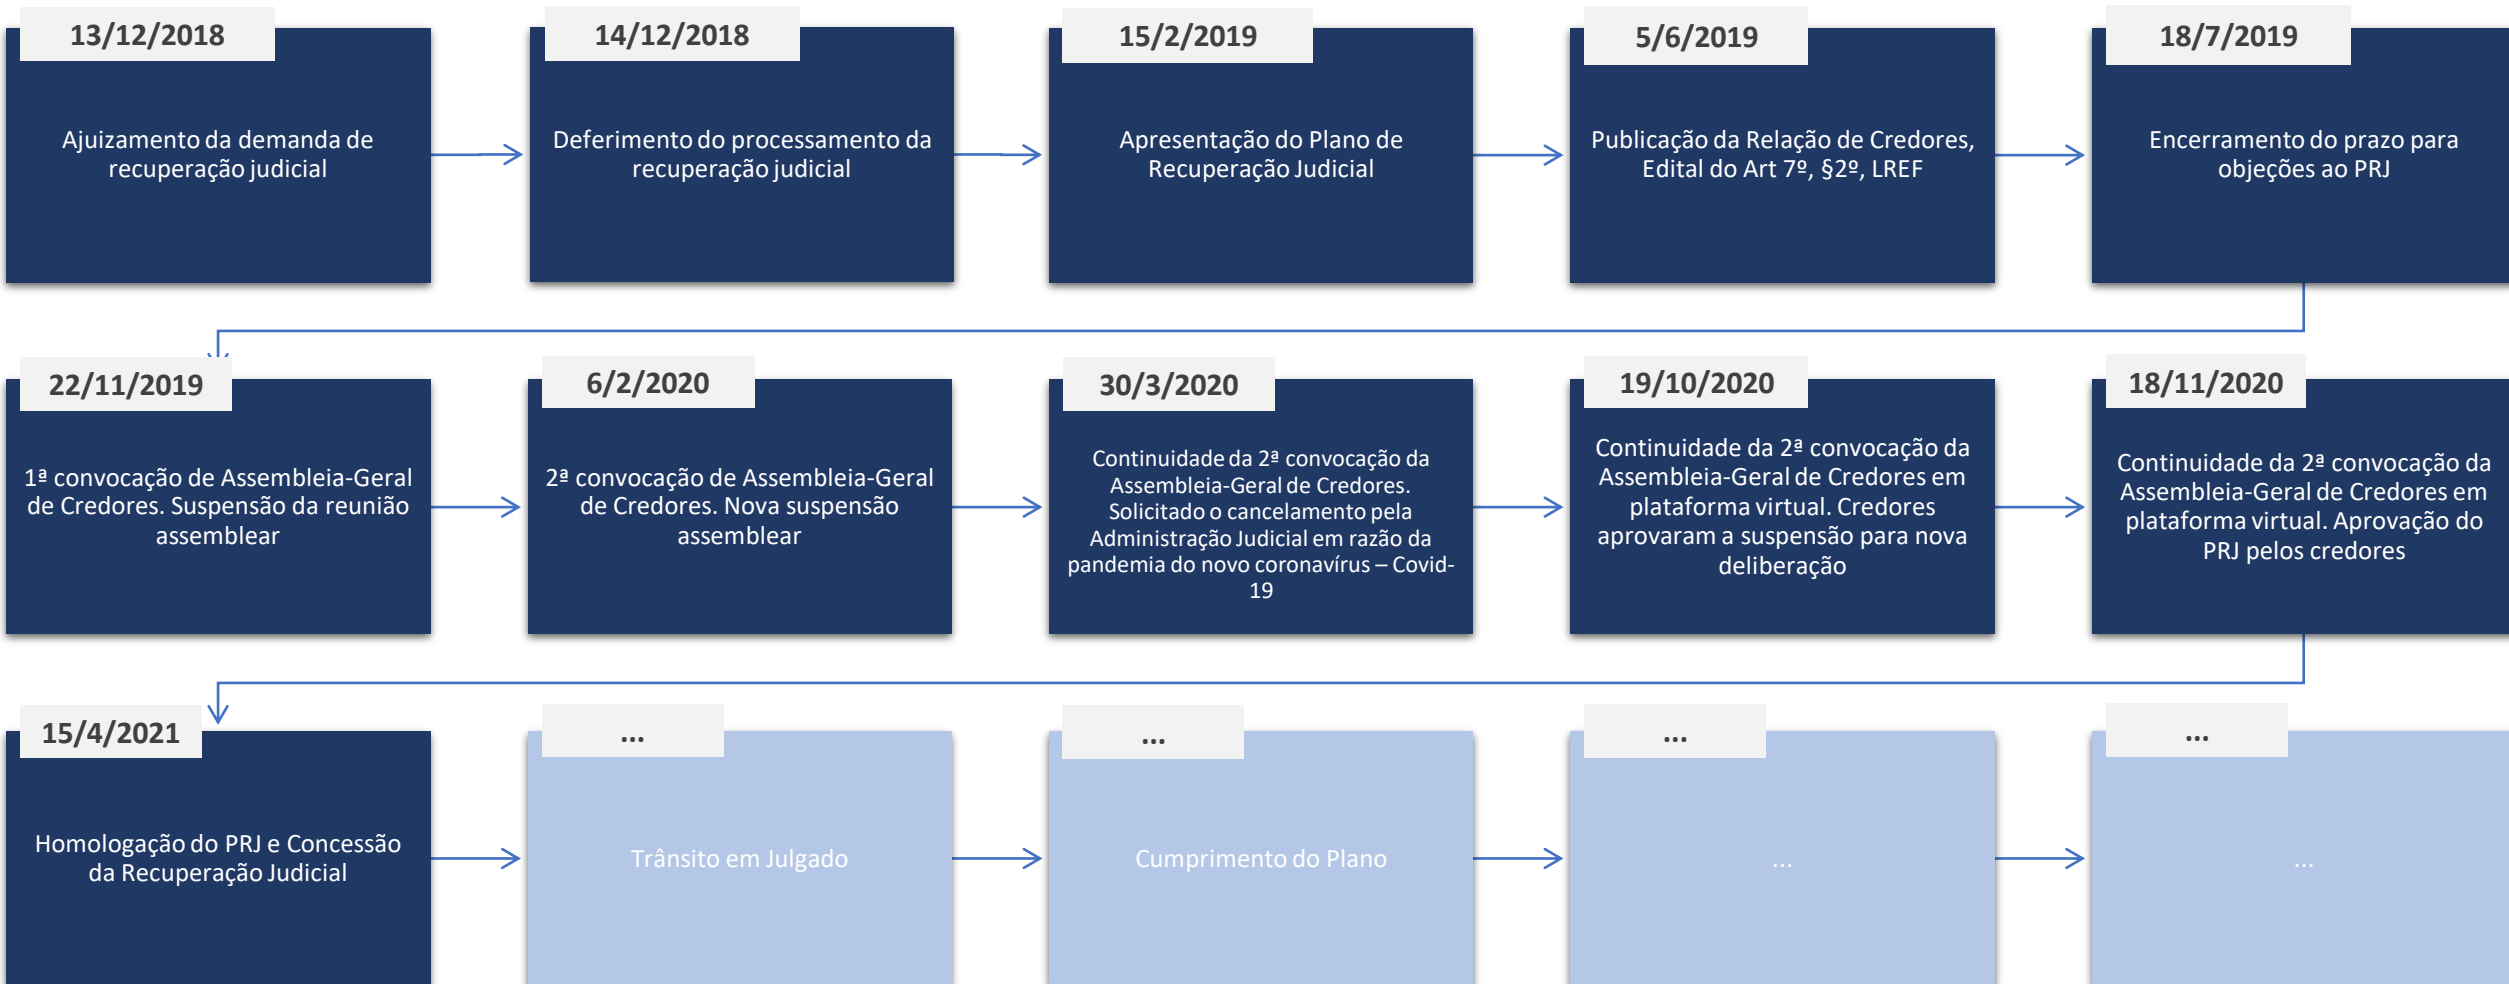 13/12/2018
Ajuizamento da demanda de
recuperação judicial
14/12/2018
Deferimento do processamento da
recuperação judicial
15/2/2019
Apresentação do Plano de
Recuperação Judicial
5/6/2019
Publicação da Relação de Credores,
Edital do Art 7º, §2º, LREF
18/7/2019
Encerramento do prazo para
objeções ao PRJ
22/11/2019
1ª convocação de Assembleia-Geral
de Credores. Suspensão da reunião
assemblear
6/2/2020
2ª convocação de Assembleia-Geral
de Credores. Nova suspensão
assemblear
30/3/2020
Continuidade da 2ª convocação da
Assembleia-Geral de Credores.
Solicitado o cancelamento pela
Administração Judicial em razão da
pandemia do novo coronavírus – Covid-
19
19/10/2020
Continuidade da 2ª convocação da
Assembleia-Geral de Credores em
plataforma virtual. Credores
aprovaram a suspensão para nova
deliberação
18/11/2020
Continuidade da 2ª convocação da
Assembleia-Geral de Credores em
plataforma virtual. Aprovação do
PRJ pelos credores
15/4/2021
Homologação do PRJ e Concessão
da Recuperação Judicial
...
Trânsito em Julgado
...
Cumprimento do Plano
...
...
...
...